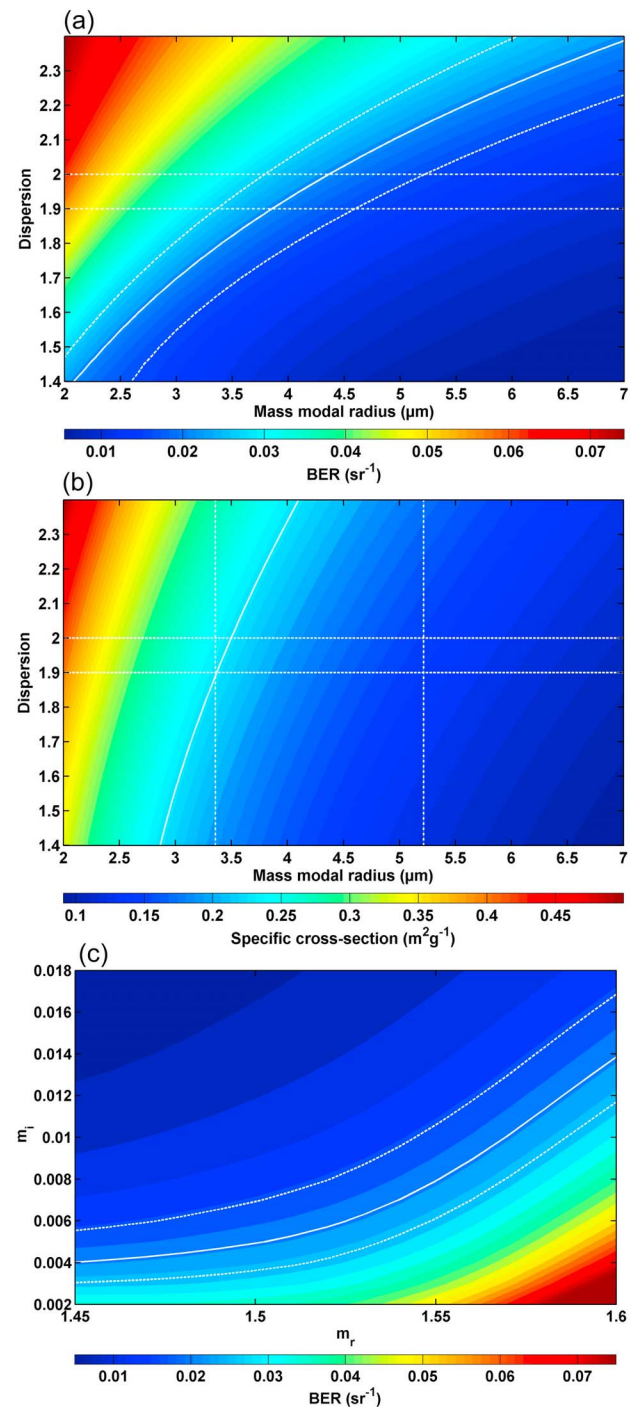 (a)
2.3
2.2
2.1
2
1.9
1.8
1.7
1.6
1.5
1.4
Dispersion
2 2.5 3 3.5 4 4.5 5 5.5 6 6.5 7
Mass modal radius (µm)
0.01 0.02 0.03 0.04 0.05 0.06 0.07
BER (sr⁻¹)
(b)
2.3
2.2
2.1
2
1.9
1.8
1.7
1.6
1.5
1.4
Dispersion
2 2.5 3 3.5 4 4.5 5 5.5 6 6.5 7
Mass modal radius (µm)
0.1 0.15 0.2 0.25 0.3 0.35 0.4 0.45
Specific cross-section (m²g⁻¹)
(c)
0.018
0.016
0.014
0.012
0.01
0.008
0.006
0.004
0.002
mᵢ
1.45 1.5 1.55 1.6
mᵣ
0.01 0.02 0.03 0.04 0.05 0.06 0.07
BER (sr⁻¹)